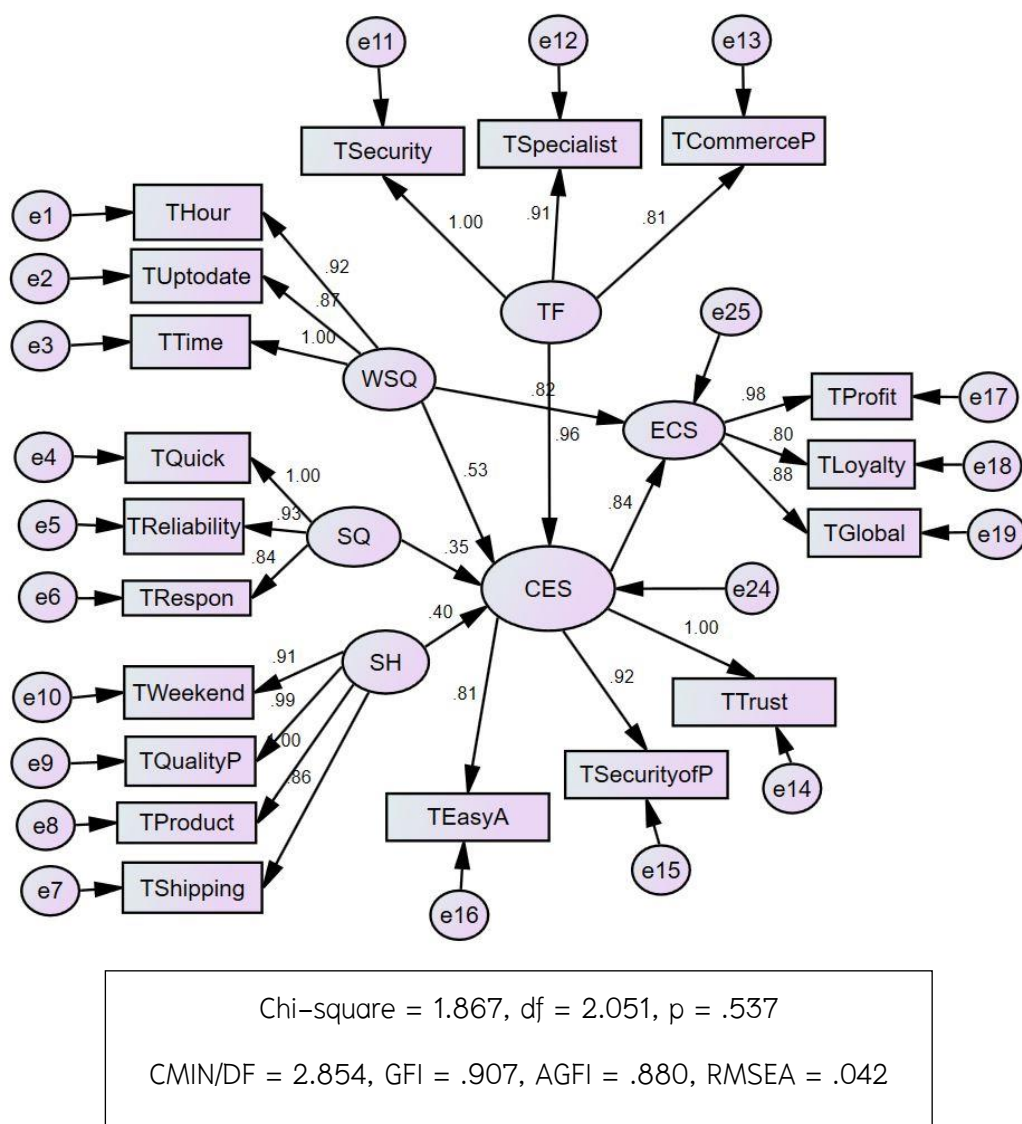 e11
e12
e13
TSecurity
TSpecialist
TCommerceP
1.00
.91
.81
TF
e1
THour
e2
TUptodate
e3
TTime
.92
.87
1.00
WSQ
.82
.96
.53
e25
ECS
.98
.80
.88
TProfit
e17
TLoyalty
e18
TGlobal
e19
.84
e4
TQuick
e5
TReliability
e6
TRespon
1.00
.93
.84
SQ
.35
CES
e24
.40
SH
e10
TWeekend
e9
TQualityP
e8
TProduct
e7
TShipping
.91
.99
.00
.86
.81
.92
1.00
TTrust
e14
TSecurityofP
e15
TEasyA
e16
Chi-square = 1.867, df = 2.051, p = .537
CMIN/DF = 2.854, GFI = .907, AGFI = .880, RMSEA = .042